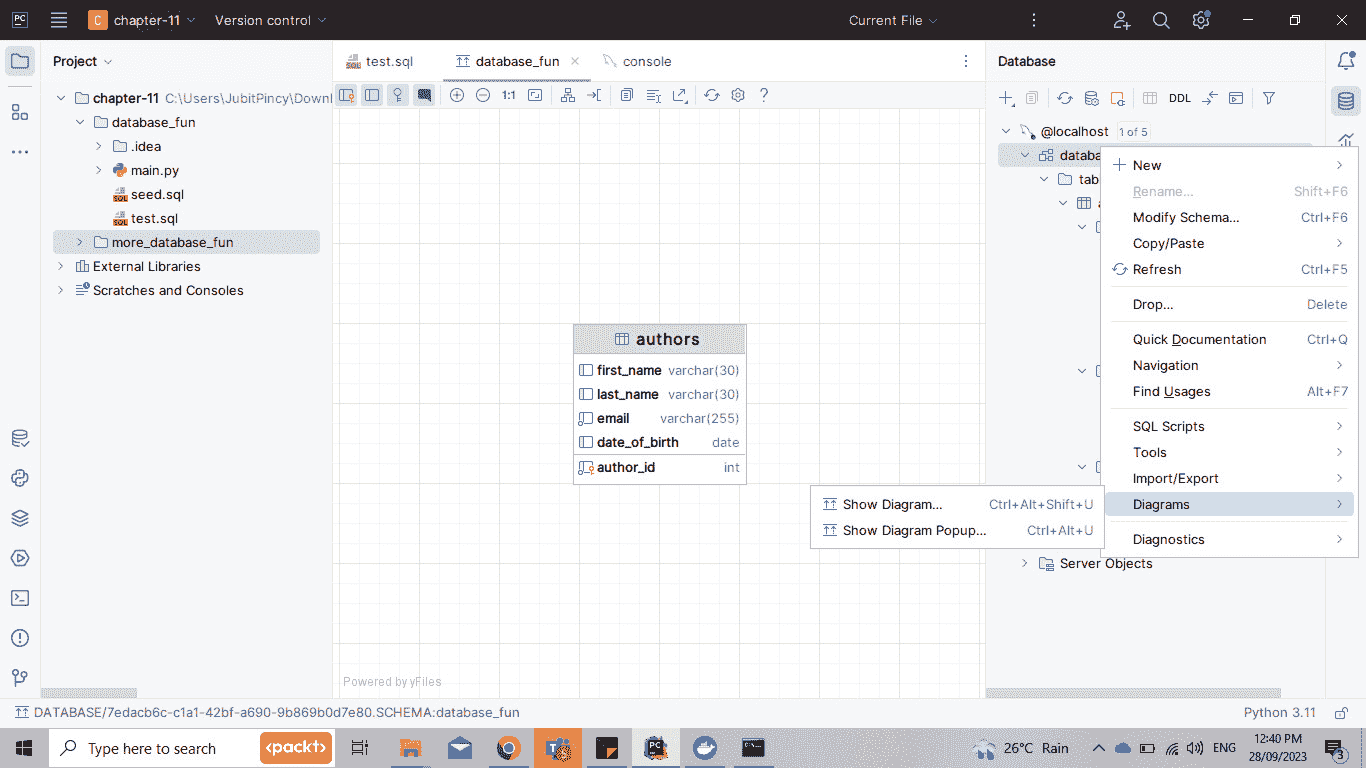 PC
C chapter-11
Version control
Current File
Project
test.sql
database_fun
console
Database
1:1
DDL
chapter-11 C:\Users\JubitPincy\Downl
database_fun
.idea
main.py
seed.sql
test.sql
more_database_fun
External Libraries
Scratches and Consoles
authors
first_name varchar(30)
last_name varchar(30)
email varchar(255)
date_of_birth date
author_id int
Powered by yFiles
@localhost 1 of 5
databa
tab
New
Rename... Shift+F6
Modify Schema... Ctrl+F6
Copy/Paste
Refresh Ctrl+F5
Drop... Delete
Quick Documentation Ctrl+Q
Navigation
Find Usages Alt+F7
SQL Scripts
Tools
Import/Export
Diagrams
Diagnostics
Show Diagram... Ctrl+Alt+Shift+U
Show Diagram Popup... Ctrl+Alt+U
Server Objects
DATABASE/7edacb6c-c1a1-42bf-a690-9b869b0d7e80.SCHEMA:database_fun
Python 3.11
Type here to search
<packt>
26°C Rain
ENG
12:40 PM
28/09/2023
3